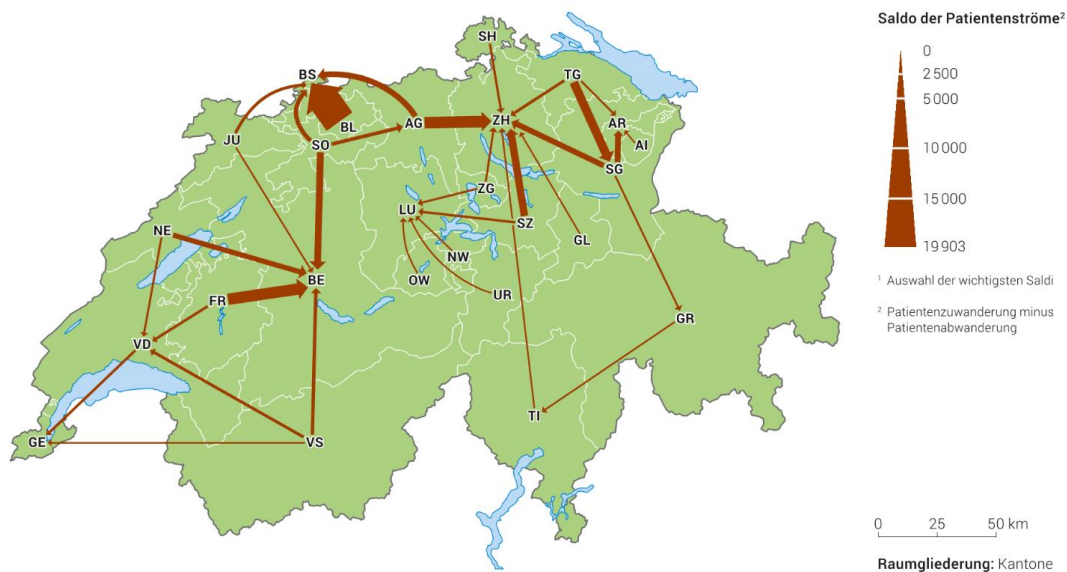 Saldo der Patientenströme²
0
2 500
5 000
10 000
15 000
19 903
¹ Auswahl der wichtigsten Saldi
² Patientenzuwanderung minus
Patientenabwanderung
SH
BS
TG
BL
AG
ZH
AR
JU
SO
AI
SG
ZG
LU
SZ
NE
GL
NW
BE
OW
UR
FR
GR
VD
TI
GE
VS
0
25
50 km
Raumgliederung: Kantone